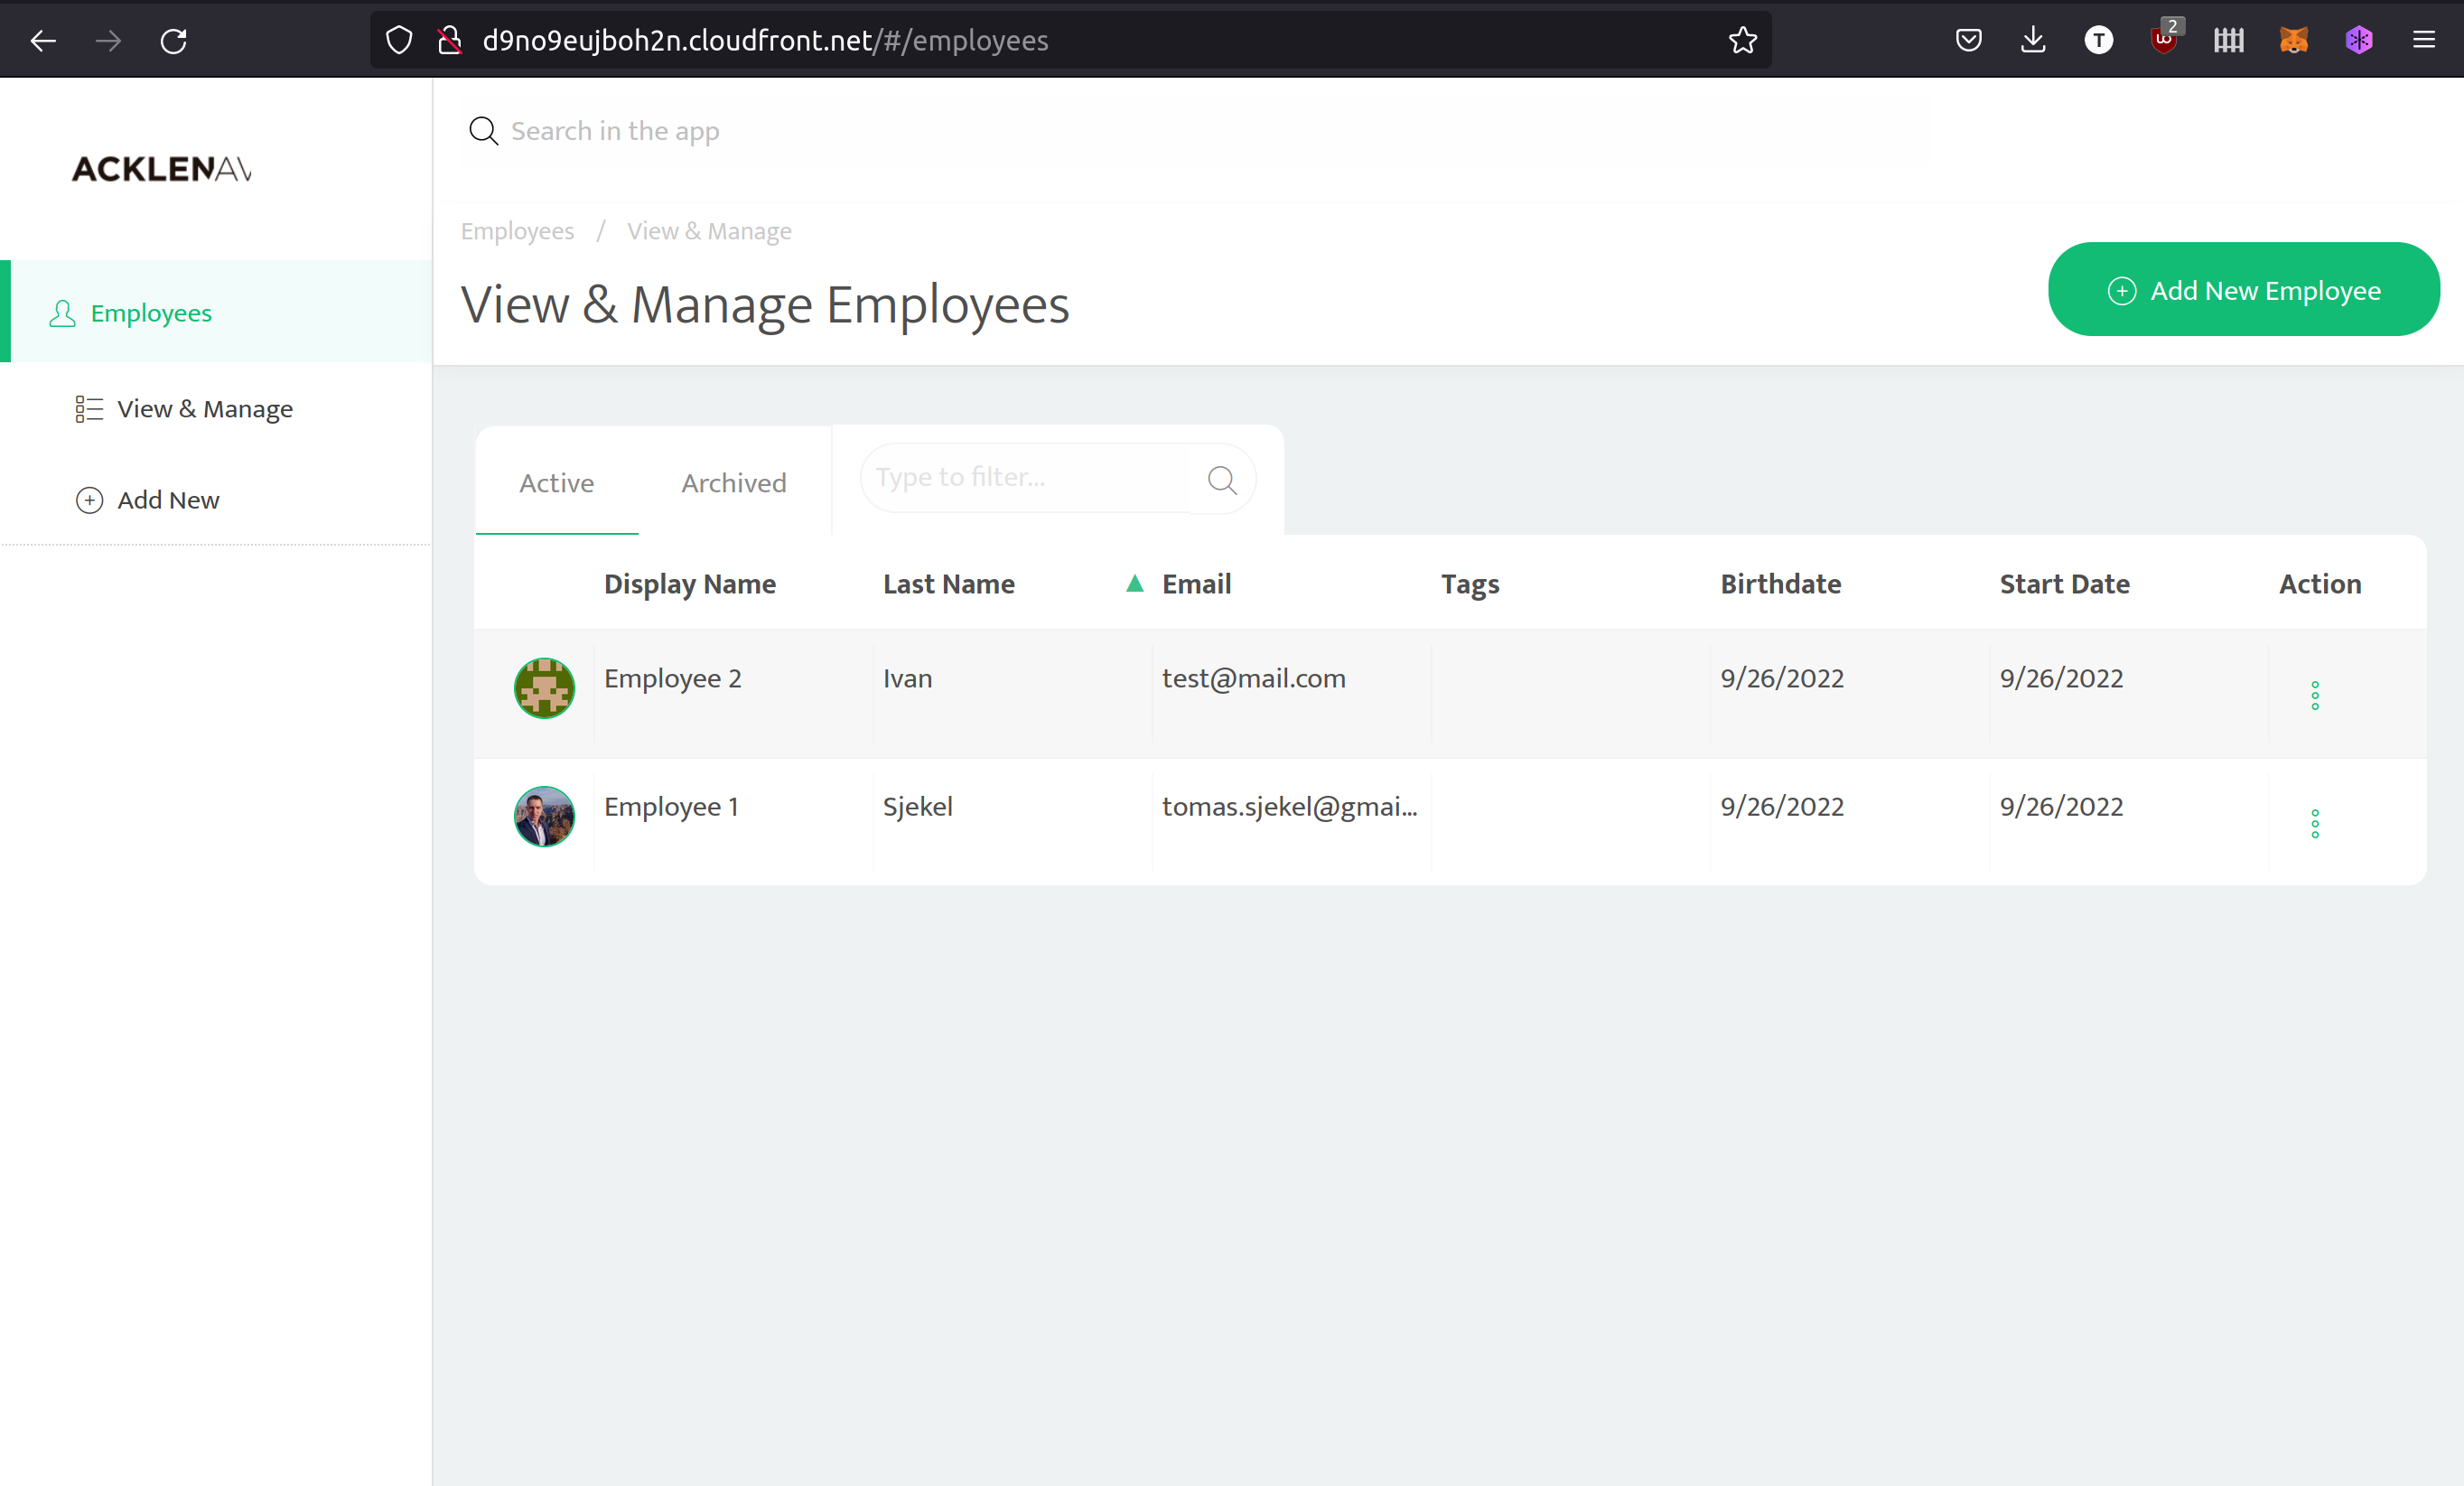 d9no9eujboh2n.cloudfront.net/#/employees
T
2
Search in the app
ACKLENAV
Employees / View & Manage
View & Manage Employees
Add New Employee
Employees
View & Manage
Add New
Active Archived Type to filter...
Display Name Last Name Email Tags Birthdate Start Date Action
Employee 2 Ivan test@mail.com 9/26/2022 9/26/2022
Employee 1 Sjekel tomas.sjekel@gmai... 9/26/2022 9/26/2022